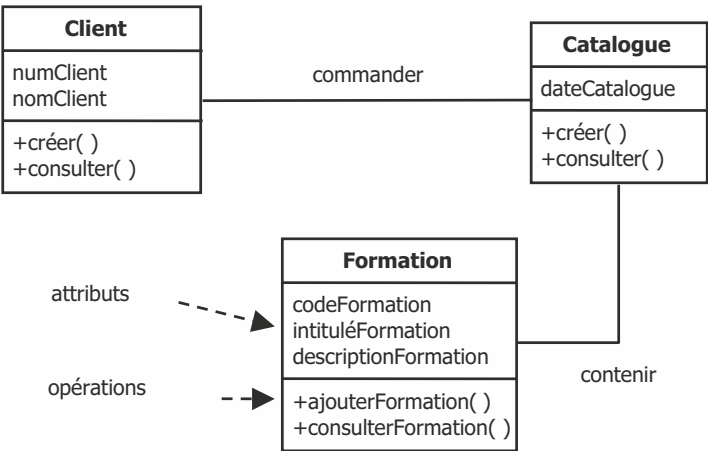 Client
numClient
nomClient
+créer( )
+consulter( )
commander
Catalogue
dateCatalogue
+créer( )
+consulter( )
Formation
codeFormation
intituléFormation
descriptionFormation
+ajouterFormation( )
+consulterFormation( )
attributs
opérations
contenir